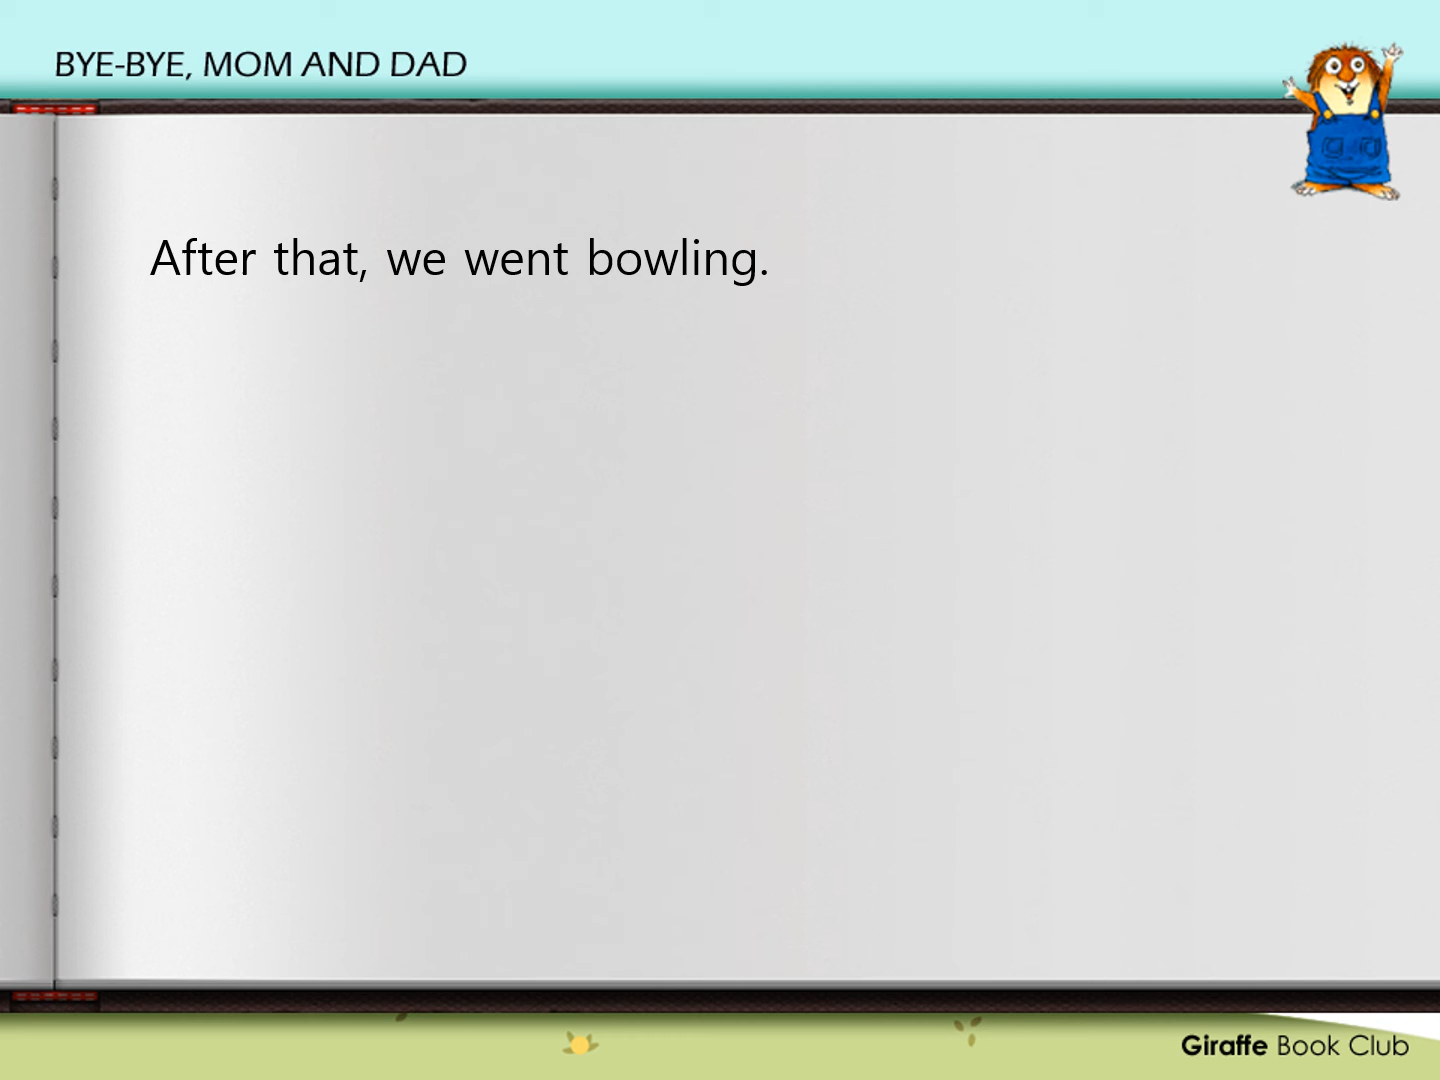 BYE-BYE, MOM AND DAD
After that, we went bowling.
Giraffe Book Club